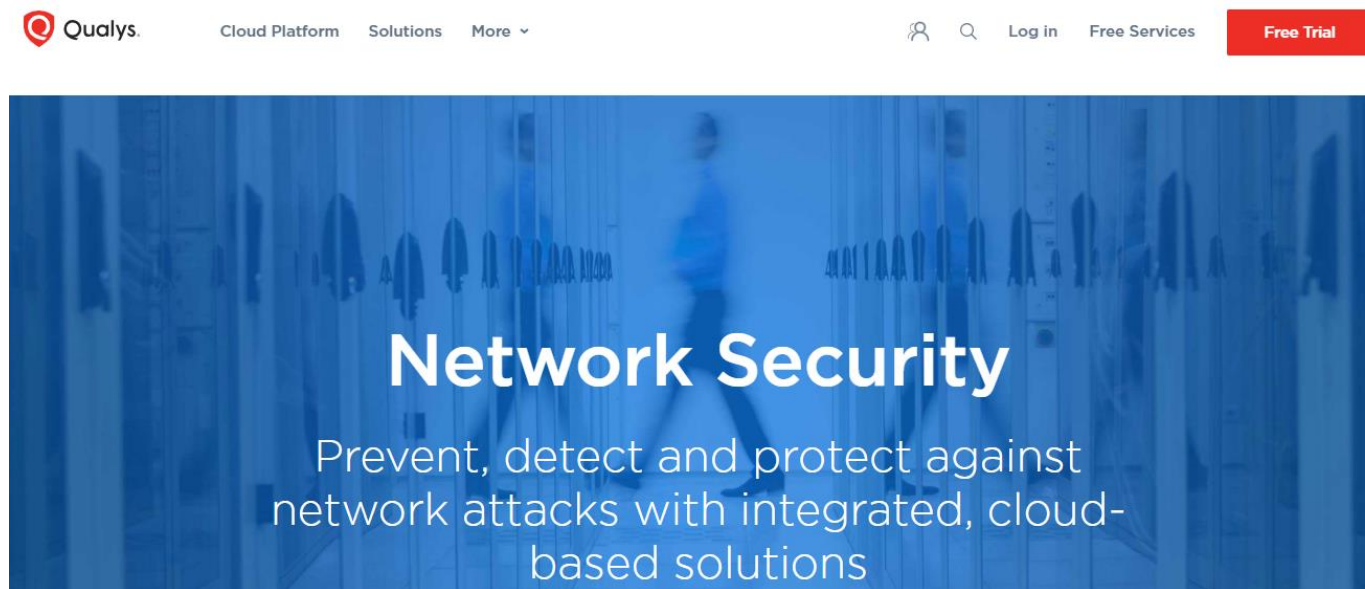 Qualys.
Cloud Platform Solutions More
Log in Free Services Free Trial
Network Security
Prevent, detect and protect against
network attacks with integrated, cloud-
based solutions